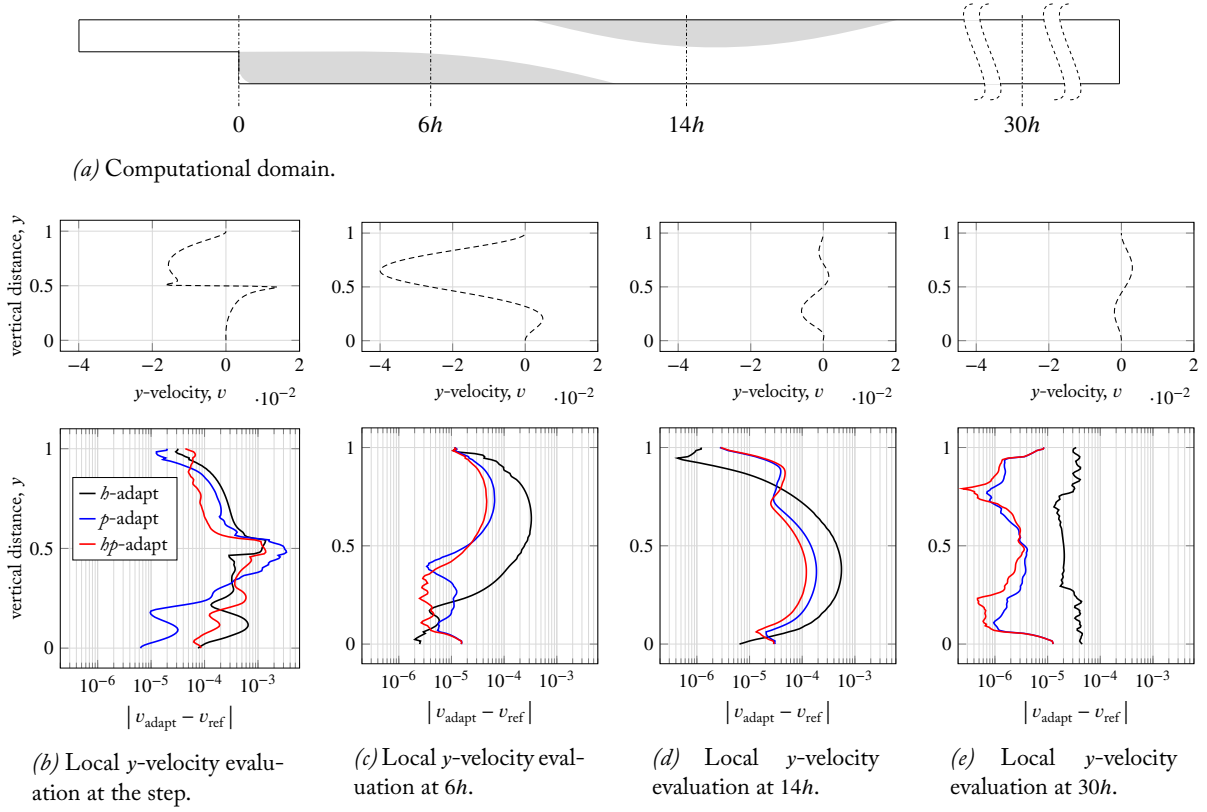 0
6h
14h
30h
(a) Computational domain.
vertical distance, y
1
0.5
0
−4
−2
0
2
y-velocity, v
·10−2
1
0.5
0
−4
−2
0
2
y-velocity, v
·10−2
1
0.5
0
−4
−2
0
2
y-velocity, v
·10−2
1
0.5
0
−4
−2
0
2
y-velocity, v
·10−2
vertical distance, y
1
0.5
0
h-adapt
p-adapt
hp-adapt
10−6
10−5
10−4
10−3
|vadapt − vref|
1
0.5
0
10−6
10−5
10−4
10−3
|vadapt − vref|
1
0.5
0
10−6
10−5
10−4
10−3
|vadapt − vref|
1
0.5
0
10−6
10−5
10−4
10−3
|vadapt − vref|
(b) Local y-velocity evalu-
ation at the step.
(c) Local y-velocity eval-
uation at 6h.
(d) Local y-velocity
evaluation at 14h.
(e) Local y-velocity
evaluation at 30h.